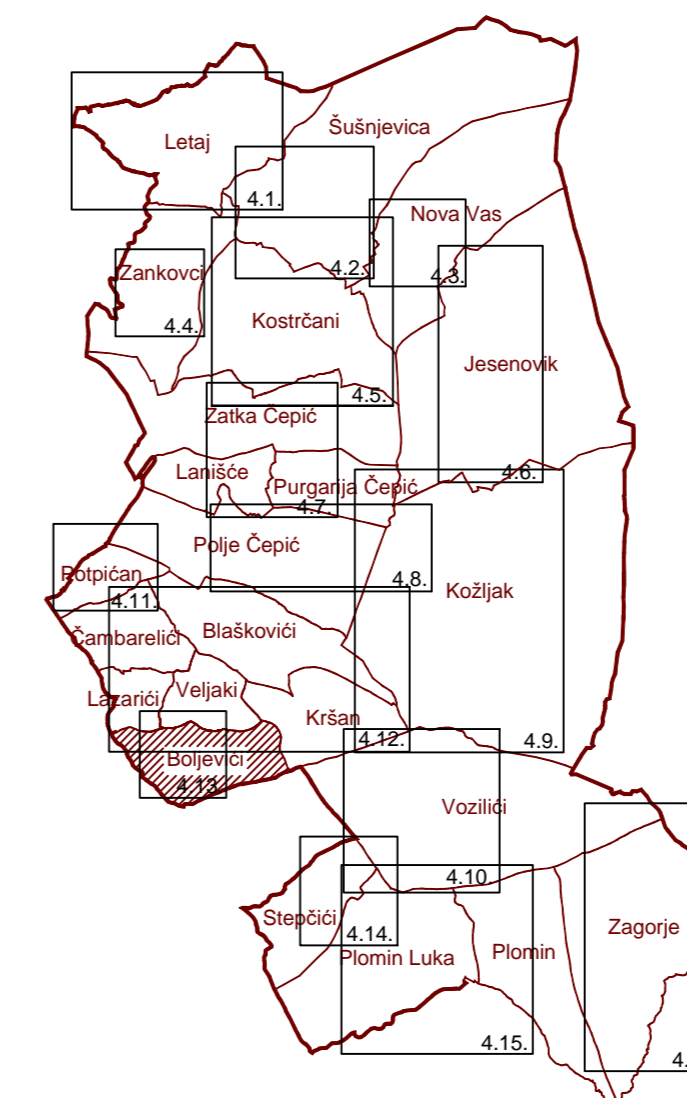 Šušnjevica
Letaj
4.1.
Nova Vas
4.2.
4.3.
Zankovci
4.4.
Kostrčani
Jesenovik
4.5.
Zatka Čepić
4.6.
Lanišće
Purgarija Čepić
4.7.
Polje Čepić
4.8.
Potpićan
4.11.
Kožljak
Čambarelići
Blaškovići
Lazarići
Veljaki
Kršan
4.12.
4.9.
Boljevići
4.13.
Vozilići
4.10.
Stepčići
4.14.
Zagorje
Plomin Luka
Plomin
4.15.
4.